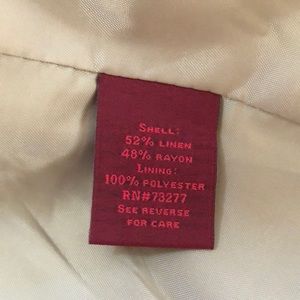 Shell:
52% Linen
48% Rayon
Lining:
100% Polyester
RN#73277
See Reverse
for Care